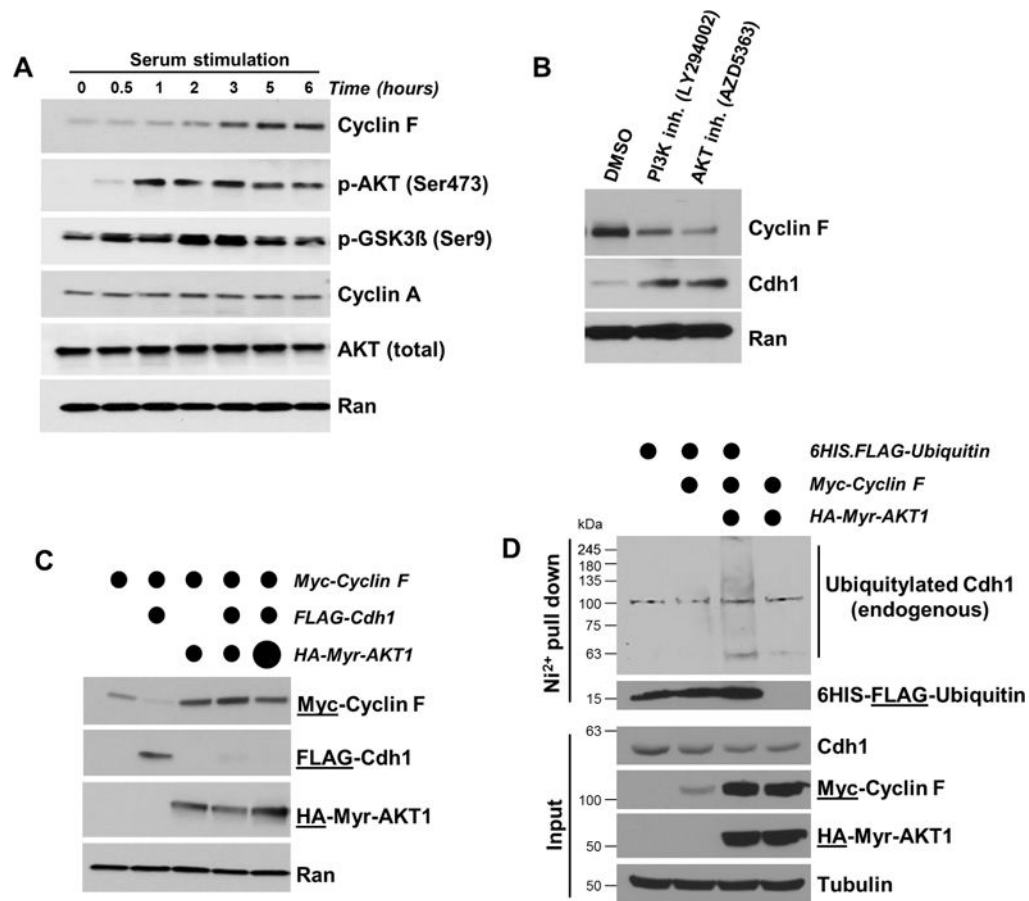 A
Serum stimulation
0 0.5 1 2 3 5 6 Time (hours)
Cyclin F
p-AKT (Ser473)
p-GSK3ß (Ser9)
Cyclin A
AKT (total)
Ran
B
DMSO
PI3K inh. (LY294002)
AKT inh. (AZD5363)
Cyclin F
Cdh1
Ran
C
Myc-Cyclin F
FLAG-Cdh1
HA-Myr-AKT1
Myc-Cyclin F
FLAG-Cdh1
HA-Myr-AKT1
Ran
D
6HIS.FLAG-Ubiquitin
Myc-Cyclin F
HA-Myr-AKT1
kDa
Ni2+ pull down
245
180
135
100
75
63
Ubiquitylated Cdh1
(endogenous)
15
6HIS-FLAG-Ubiquitin
Input
63
Cdh1
100
Myc-Cyclin F
50
HA-Myr-AKT1
50
Tubulin